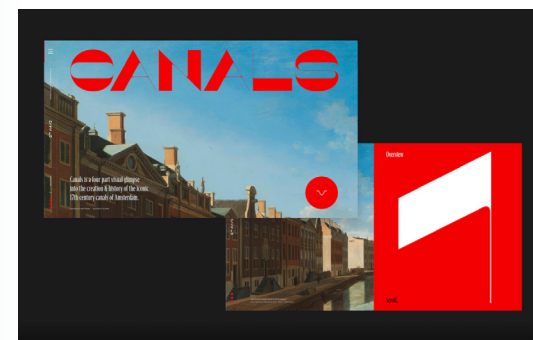 CANALS
Canals is a four part visual glimpse
into the creation & history of the iconic
17th century canals of Amsterdam.
Overview